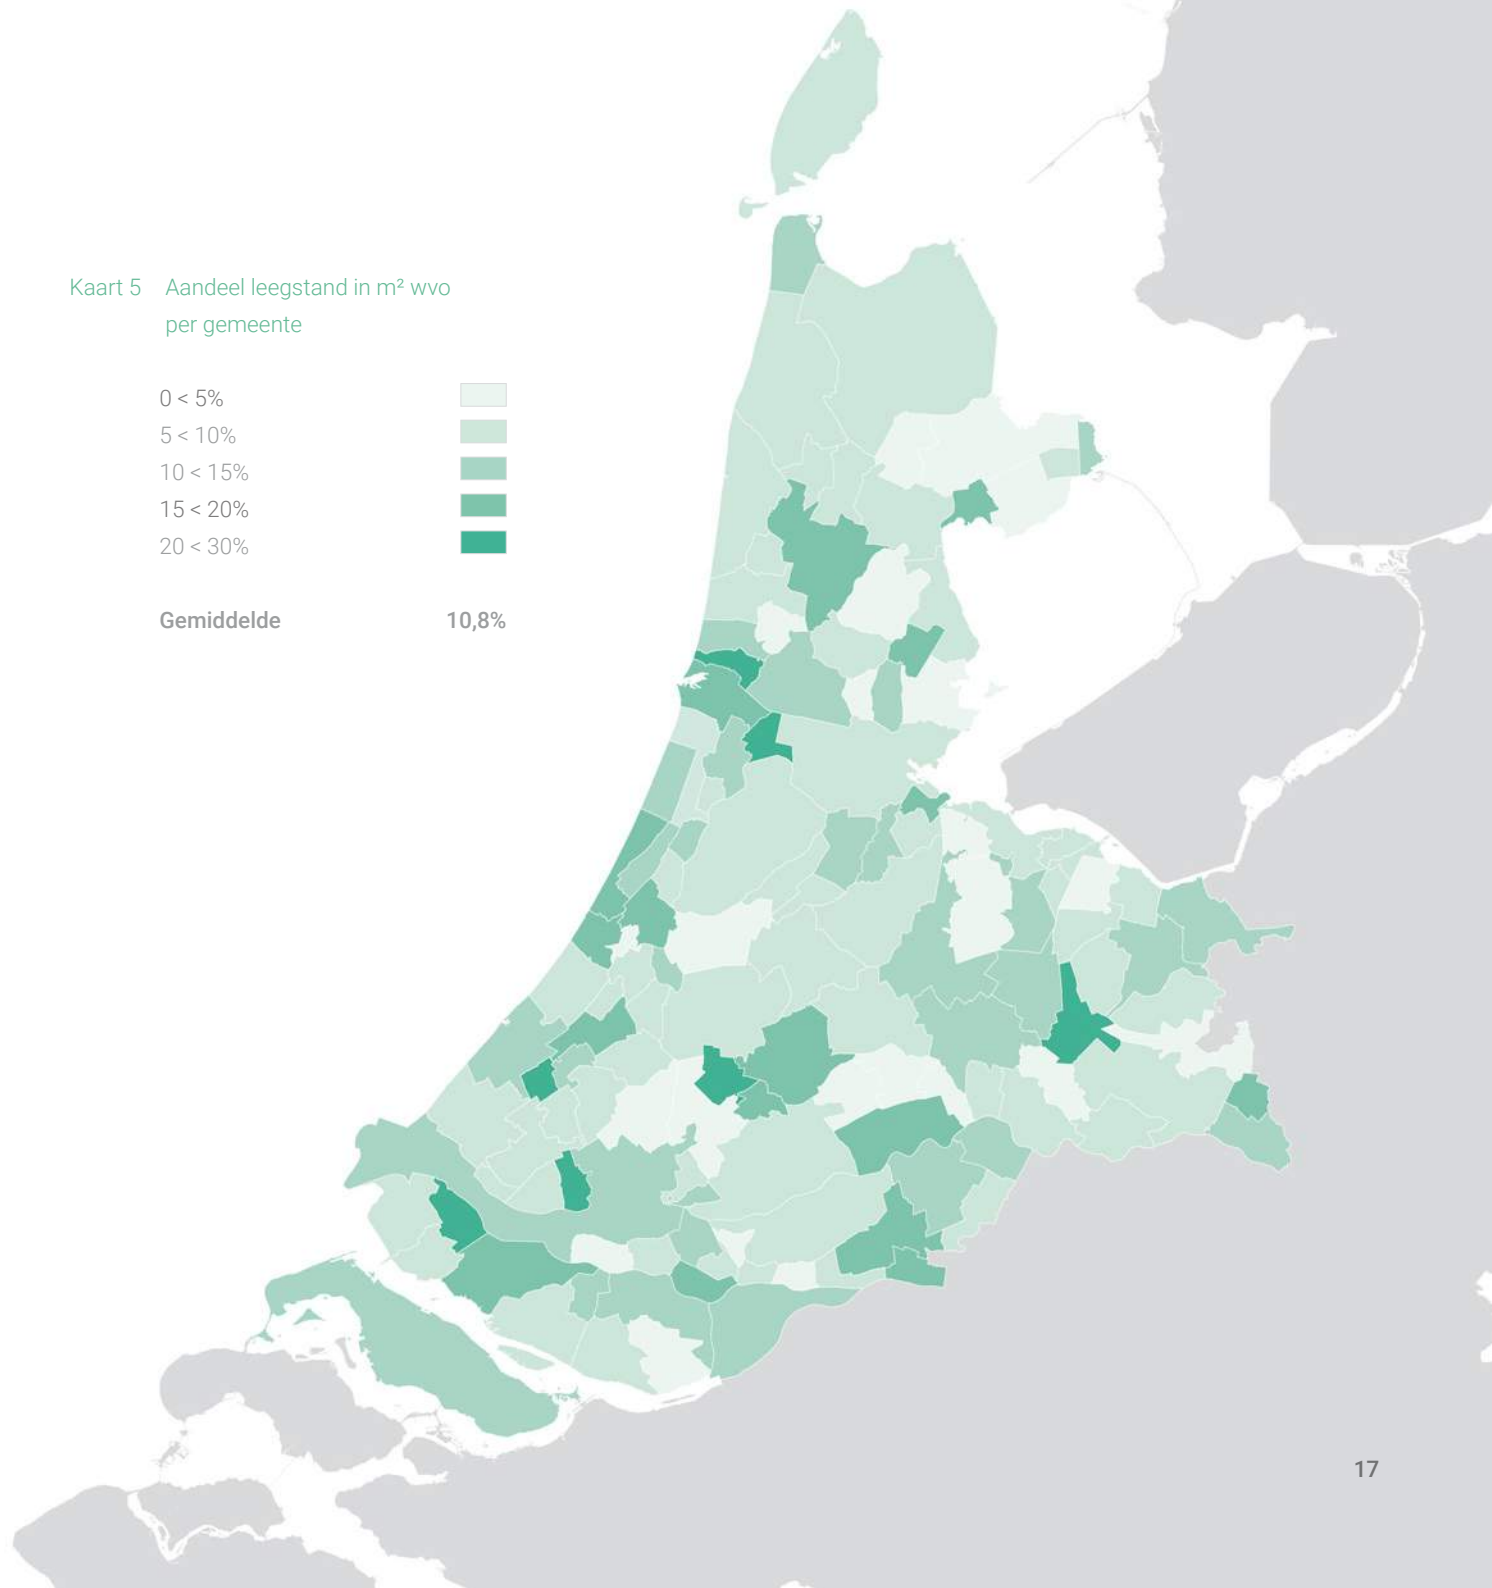 Kaart 5 Aandeel leegstand in m² wvo
per gemeente
0 < 5%
5 < 10%
10 < 15%
15 < 20%
20 < 30%
Gemiddelde 10,8%
17